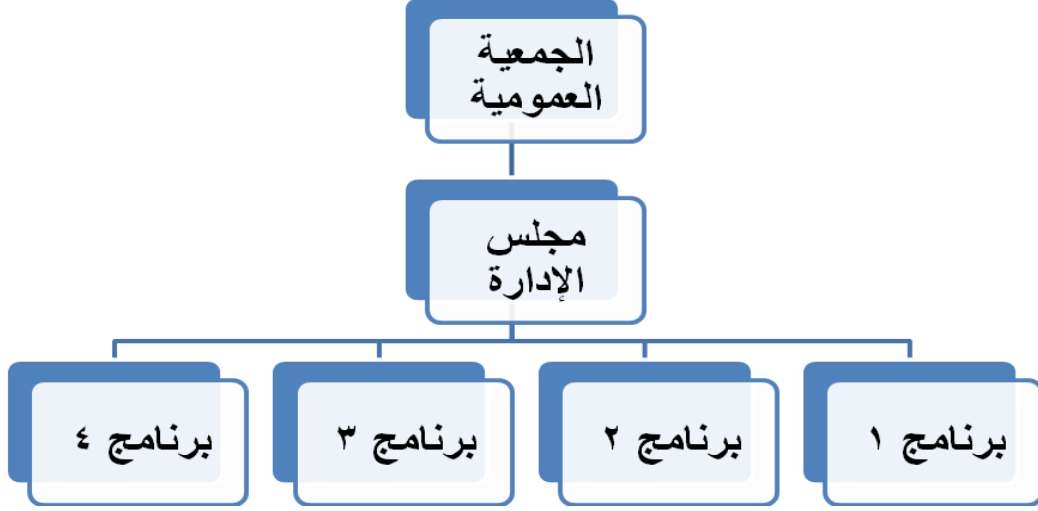 الجمعية
العمومية
مجلس
الإدارة
برنامج ١
برنامج ٢
برنامج ٣
برنامج ٤